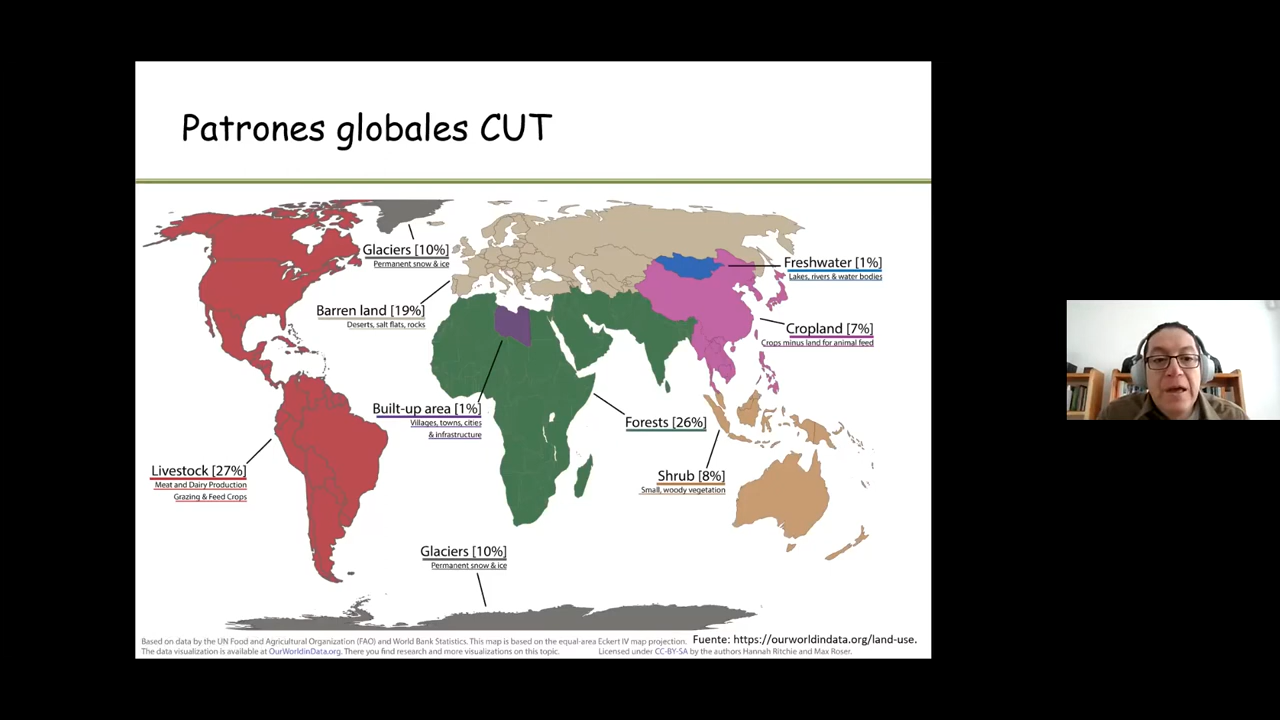 Patrones globales CUT
Glaciers [10%]
Permanent snow & ice
Freshwater [1%]
Lakes, rivers & water bodies
Barren land [19%]
Deserts, salt flats, rocks
Cropland [7%]
Crops minus land for animal feed
Built-up area [1%]
Villages, towns, cities
& infrastructure
Forests [26%]
Livestock [27%]
Meat and Dairy Production
Grazing & Feed Crops
Shrub [8%]
Small, woody vegetation
Glaciers [10%]
Permanent snow & ice
Based on data by the UN Food and Agricultural Organization (FAO) and World Bank Statistics. This map is based on the equal-area Eckert IV map projection.
Fuente: https://ourworldindata.org/land-use.
The data visualization is available at OurWorldinData.org. There you find research and more visualizations on this topic.
Licensed under CC-BY-SA by the authors Hannah Ritchie and Max Roser.